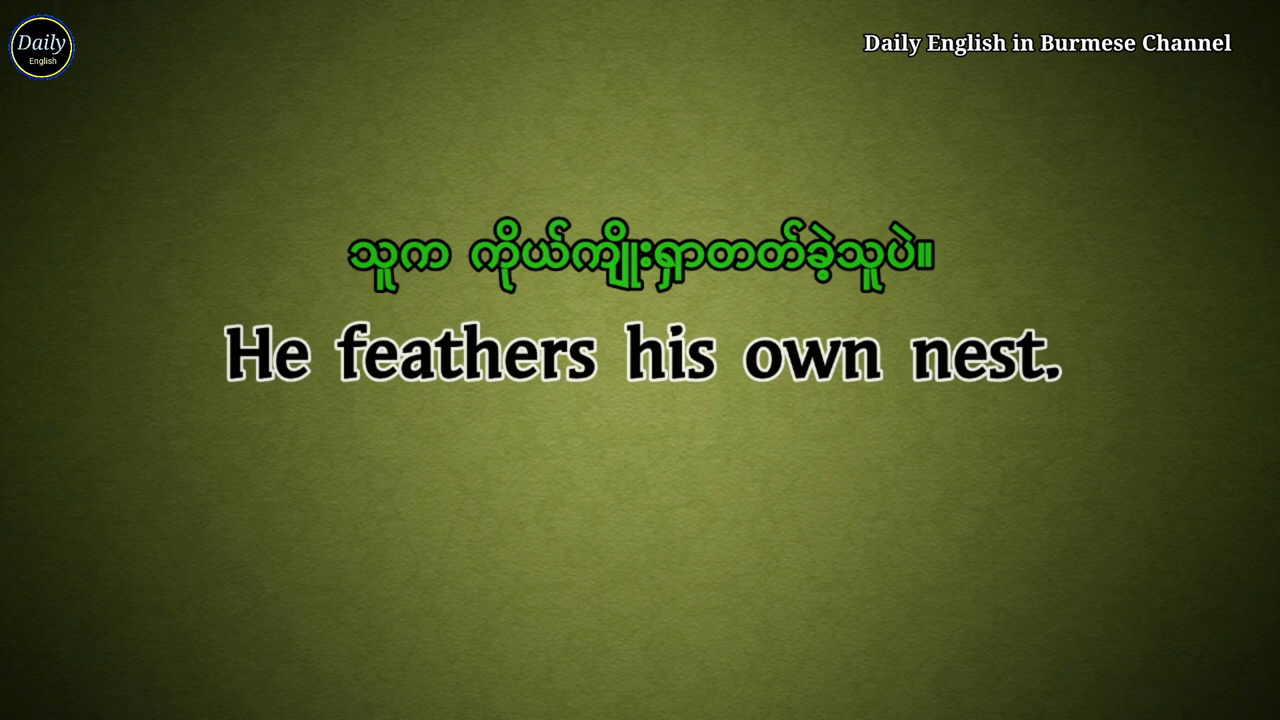 Daily
English
Daily English in Burmese Channel
သူက ကိုယ်ကျိုးရှာတတ်ခဲ့သူပဲ။
He feathers his own nest.